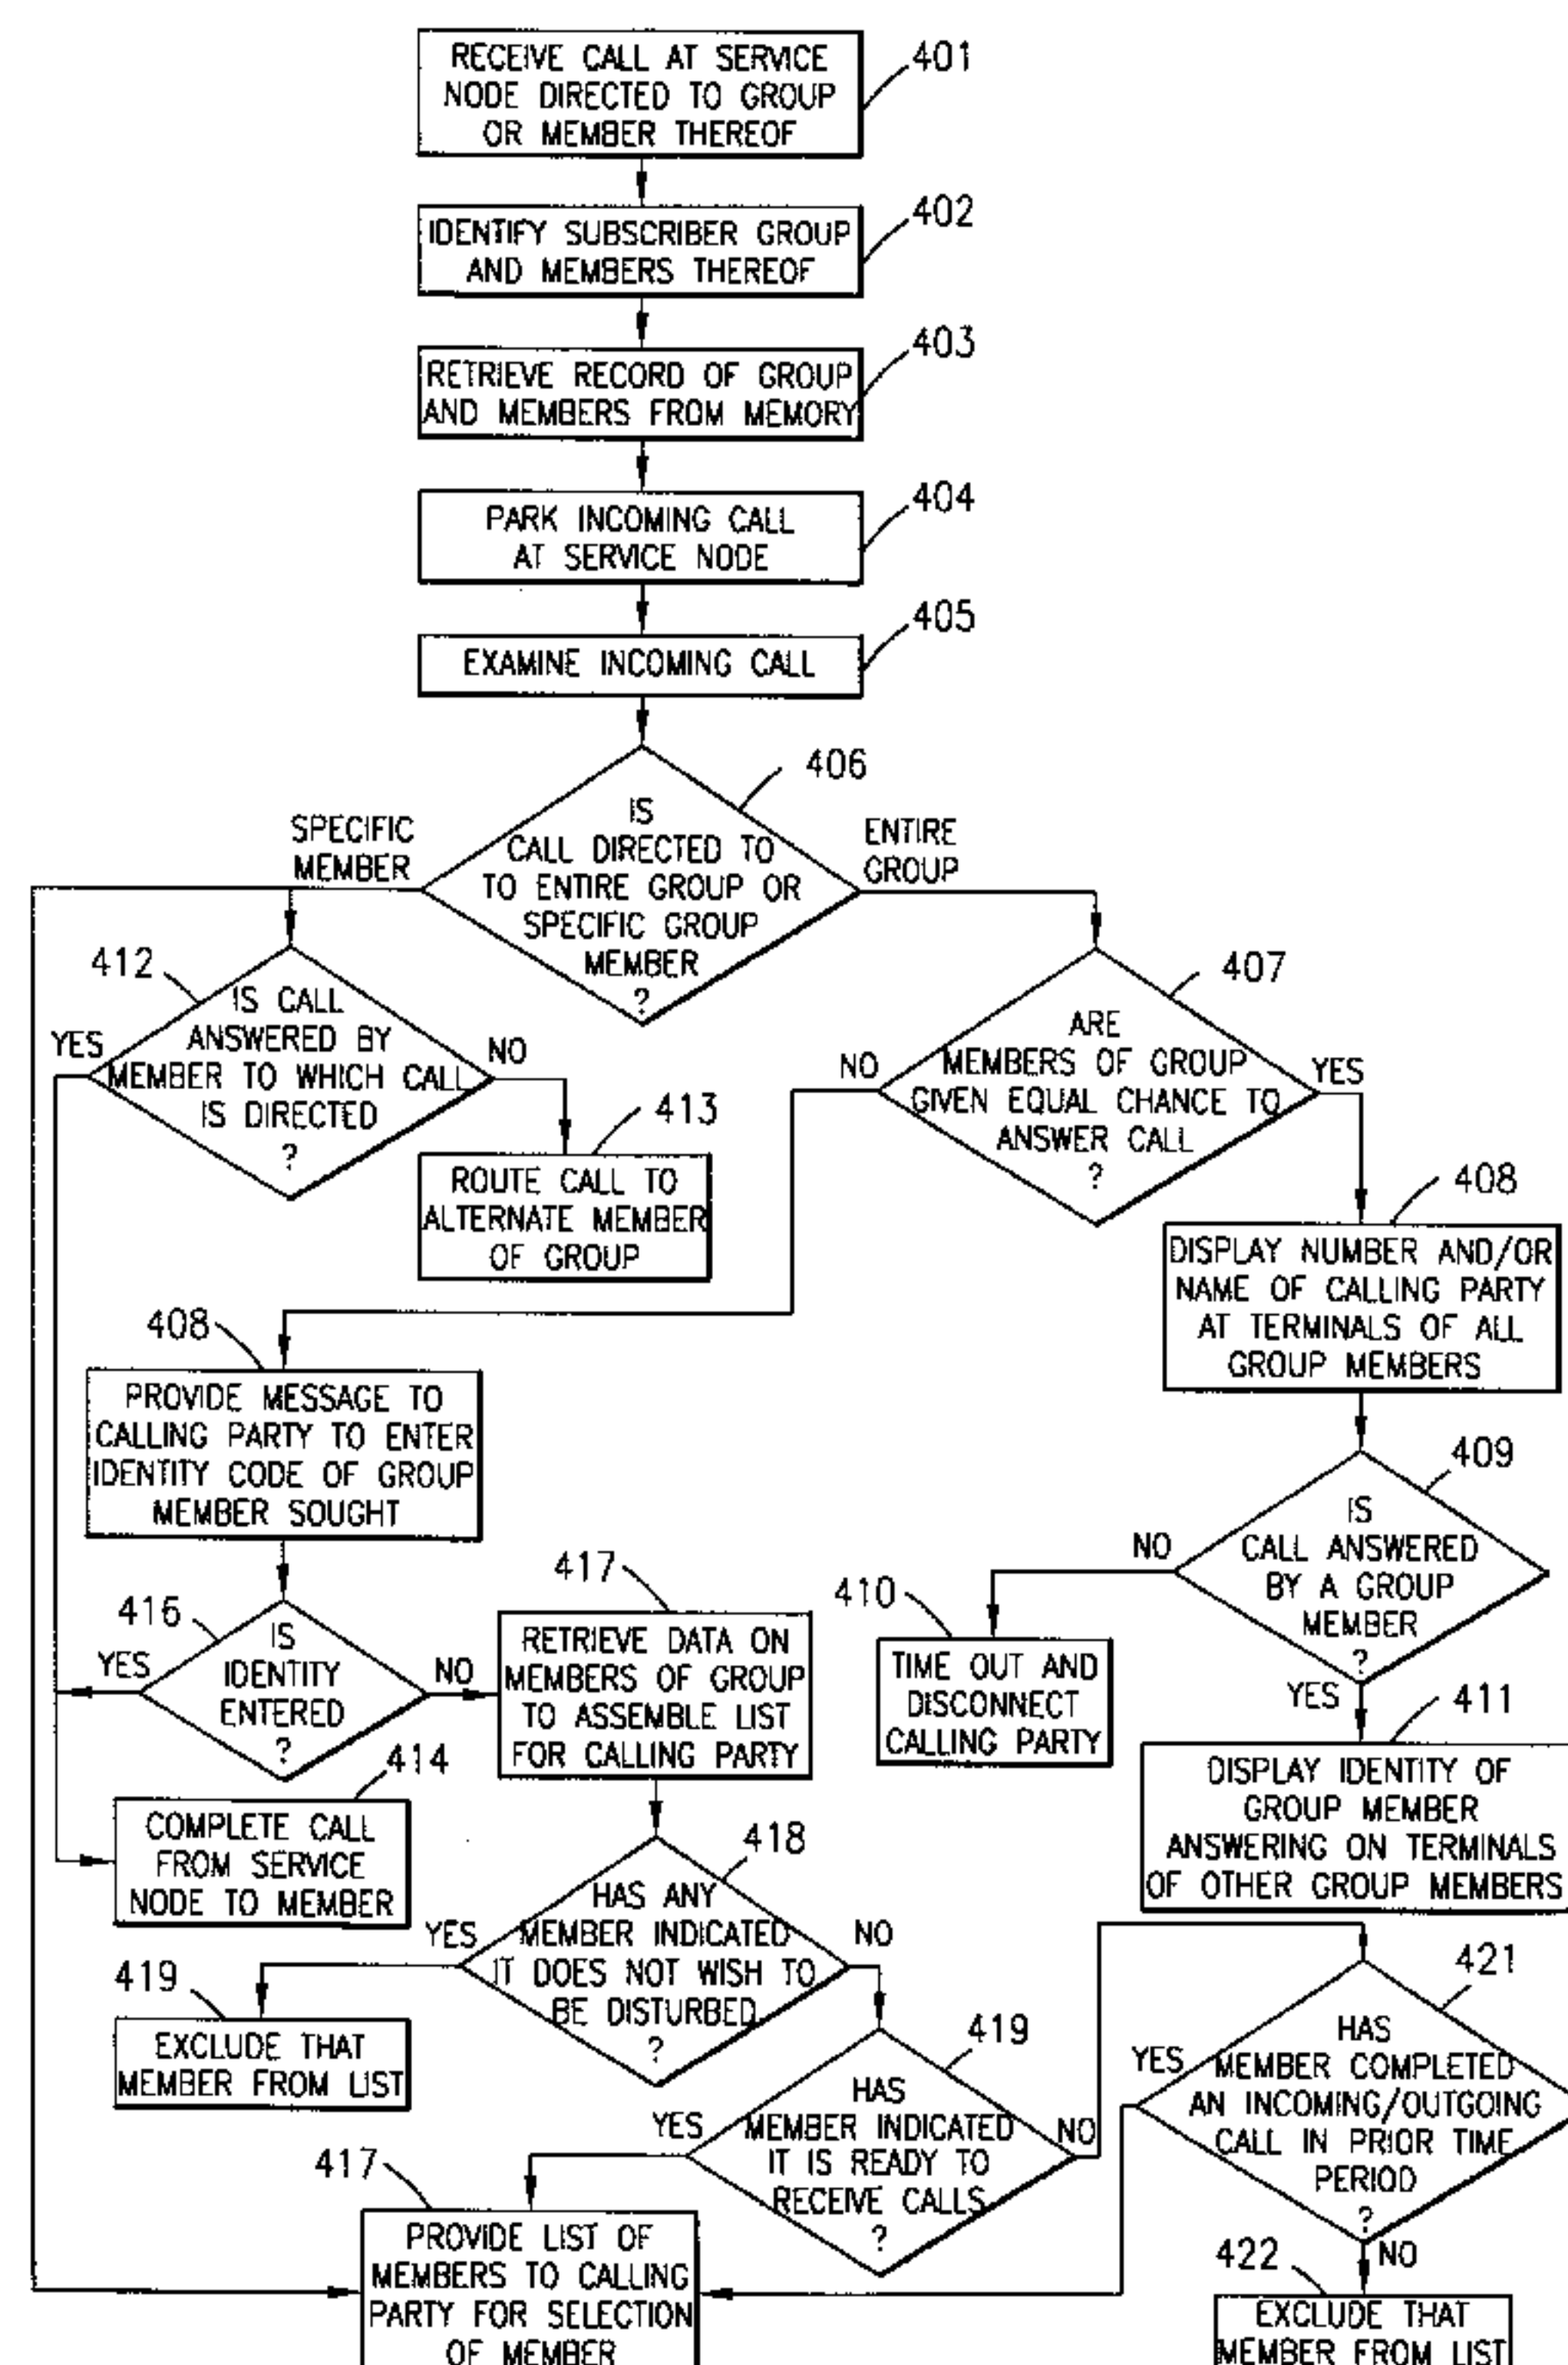 RECEIVE CALL AT SERVICE
NODE DIRECTED TO GROUP
OR MEMBER THEREOF
401
IDENTIFY SUBSCRIBER GROUP
AND MEMBERS THEREOF
402
RETRIEVE RECORD OF GROUP
AND MEMBERS FROM MEMORY
403
PARK INCOMING CALL
AT SERVICE NODE
404
EXAMINE INCOMING CALL
405
406
IS
CALL DIRECTED TO
TO ENTIRE GROUP OR
SPECIFIC GROUP
MEMBER
?
SPECIFIC
MEMBER
ENTIRE
GROUP
412
IS CALL
ANSWERED BY
MEMBER TO WHICH CALL
IS DIRECTED
?
YES
NO
413
ROUTE CALL TO
ALTERNATE MEMBER
OF GROUP
407
ARE
MEMBERS OF GROUP
GIVEN EQUAL CHANCE TO
ANSWER CALL
?
NO
YES
408
DISPLAY NUMBER AND/OR
NAME OF CALLING PARTY
AT TERMINALS OF ALL
GROUP MEMBERS
408
PROVIDE MESSAGE TO
CALLING PARTY TO ENTER
IDENTITY CODE OF GROUP
MEMBER SOUGHT
409
IS
CALL ANSWERED
BY A GROUP
MEMBER
?
NO
YES
410
TIME OUT AND
DISCONNECT
CALLING PARTY
411
DISPLAY IDENTITY OF
GROUP MEMBER
ANSWERING ON TERMINALS
OF OTHER GROUP MEMBERS
416
IS
IDENTITY
ENTERED
?
YES
NO
417
RETRIEVE DATA ON
MEMBERS OF GROUP
TO ASSEMBLE LIST
FOR CALLING PARTY
414
COMPLETE CALL
FROM SERVICE
NODE TO MEMBER
418
HAS ANY
MEMBER INDICATED
IT DOES NOT WISH TO
BE DISTURBED
?
YES
NO
419
EXCLUDE THAT
MEMBER FROM LIST
419
HAS
MEMBER INDICATED
IT IS READY TO
RECEIVE CALLS
?
YES
NO
421
HAS
MEMBER COMPLETED
AN INCOMING/OUTGOING
CALL IN PRIOR TIME
PERIOD
?
YES
NO
417
PROVIDE LIST OF
MEMBERS TO CALLING
PARTY FOR SELECTION
OF MEMBER
422
EXCLUDE THAT
MEMBER FROM LIST